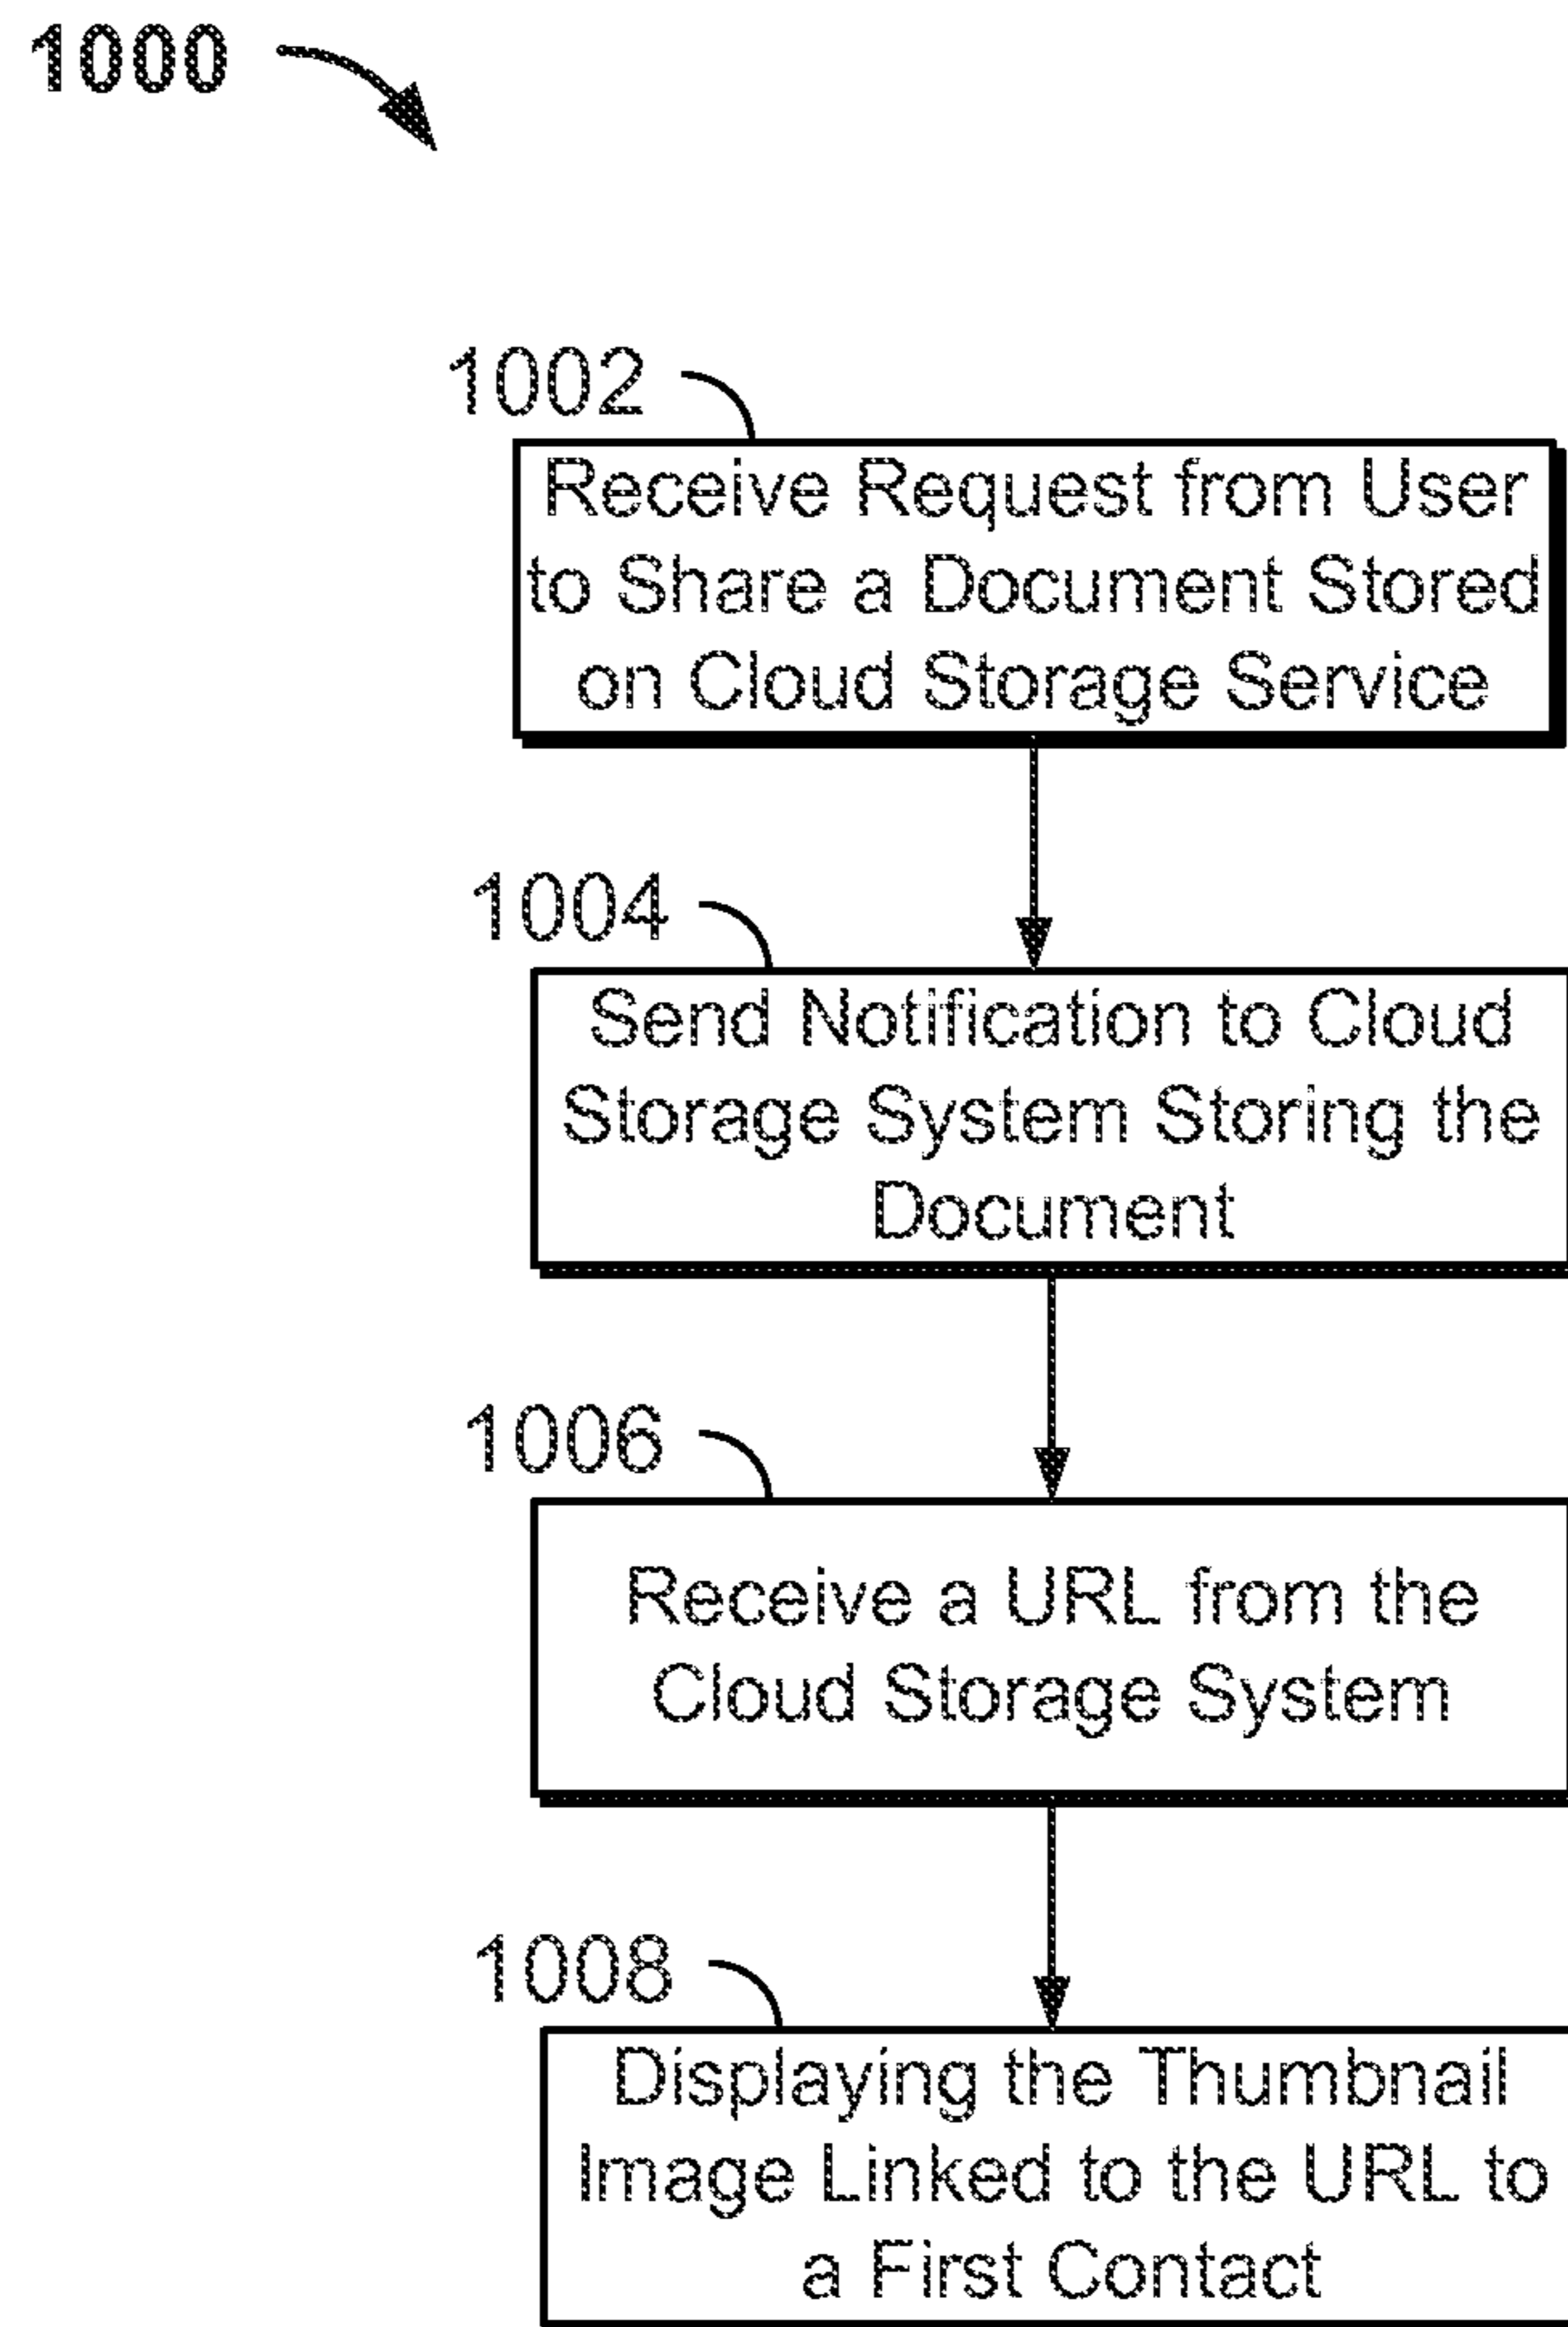 1000
1002
Receive Request from User
to Share a Document Stored
on Cloud Storage Service
1004
Send Notification to Cloud
Storage System Storing the
Document
1006
Receive a URL from the
Cloud Storage System
1008
Displaying the Thumbnail
Image Linked to the URL to
a First Contact